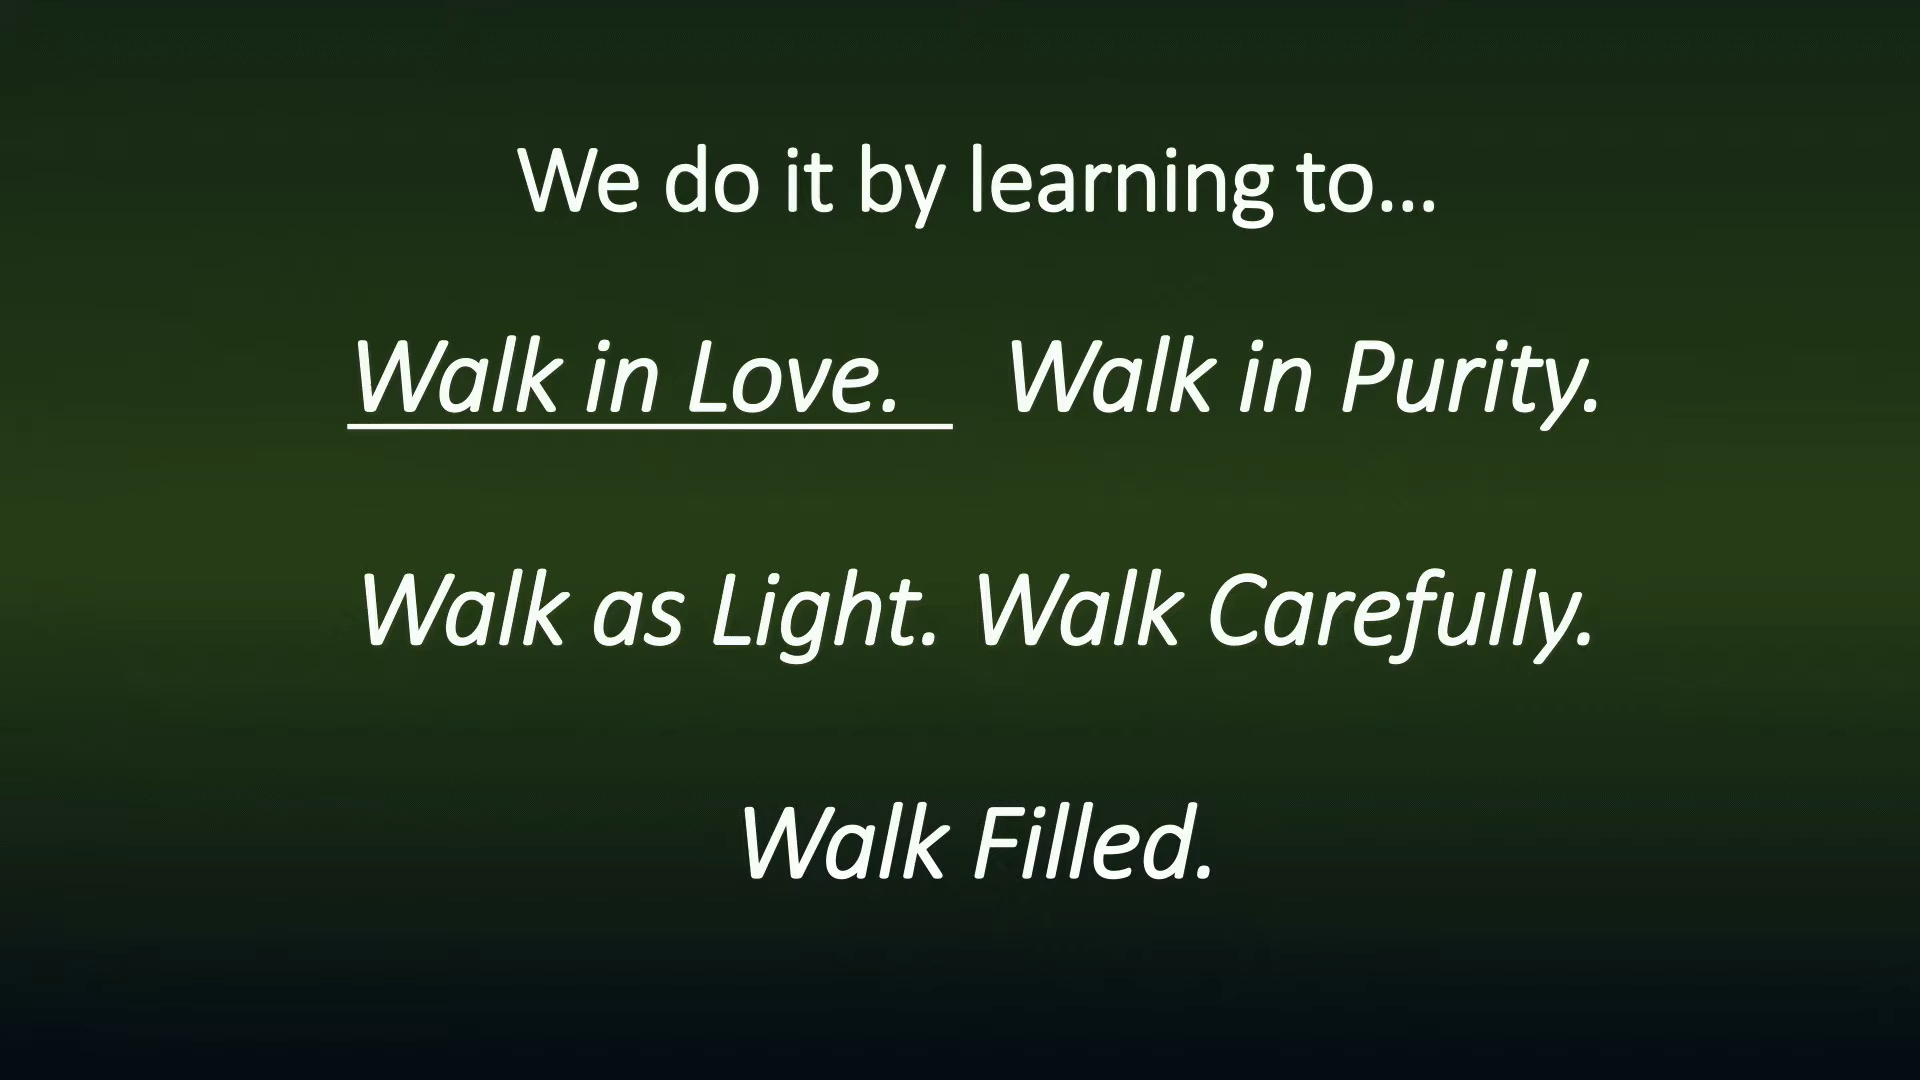 We do it by learning to...
Walk in Love. Walk in Purity.
Walk as Light. Walk Carefully.
Walk Filled.